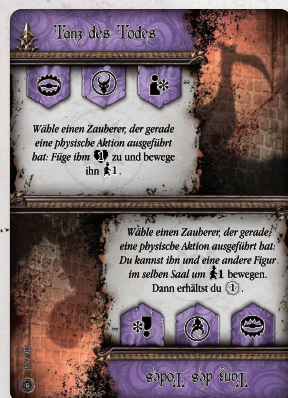 Tanz des Todes
Wähle einen Zauberer, der gerade
eine physische Aktion ausgeführt
hat: Füge ihm 1 zu und bewege
ihn 1.
Wähle einen Zauberer, der gerade
eine physische Aktion ausgeführt hat:
Du kannst ihn und eine andere Figur
im selben Saal um 1 bewegen.
Dann erhältst du 1.
Tanz des Todes